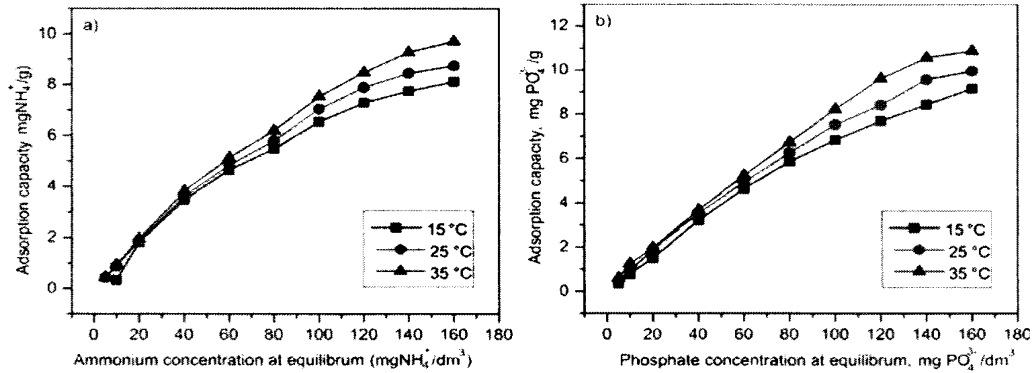 a)
10
8
6
4
2
0
Adsorption capacity mgNH₄⁺/g)
15 °C
25 °C
35 °C
0 20 40 60 80 100 120 140 160 180
Ammonium concentration at equilibrum (mgNH₄⁺/dm³)
b)
12
10
8
6
4
2
0
Adsorption capacity, mg PO₄³⁻/g
15 °C
25 °C
35 °C
0 20 40 60 80 100 120 140 160 180
Phosphate concentration at equilibrum, mg PO₄³⁻/dm³